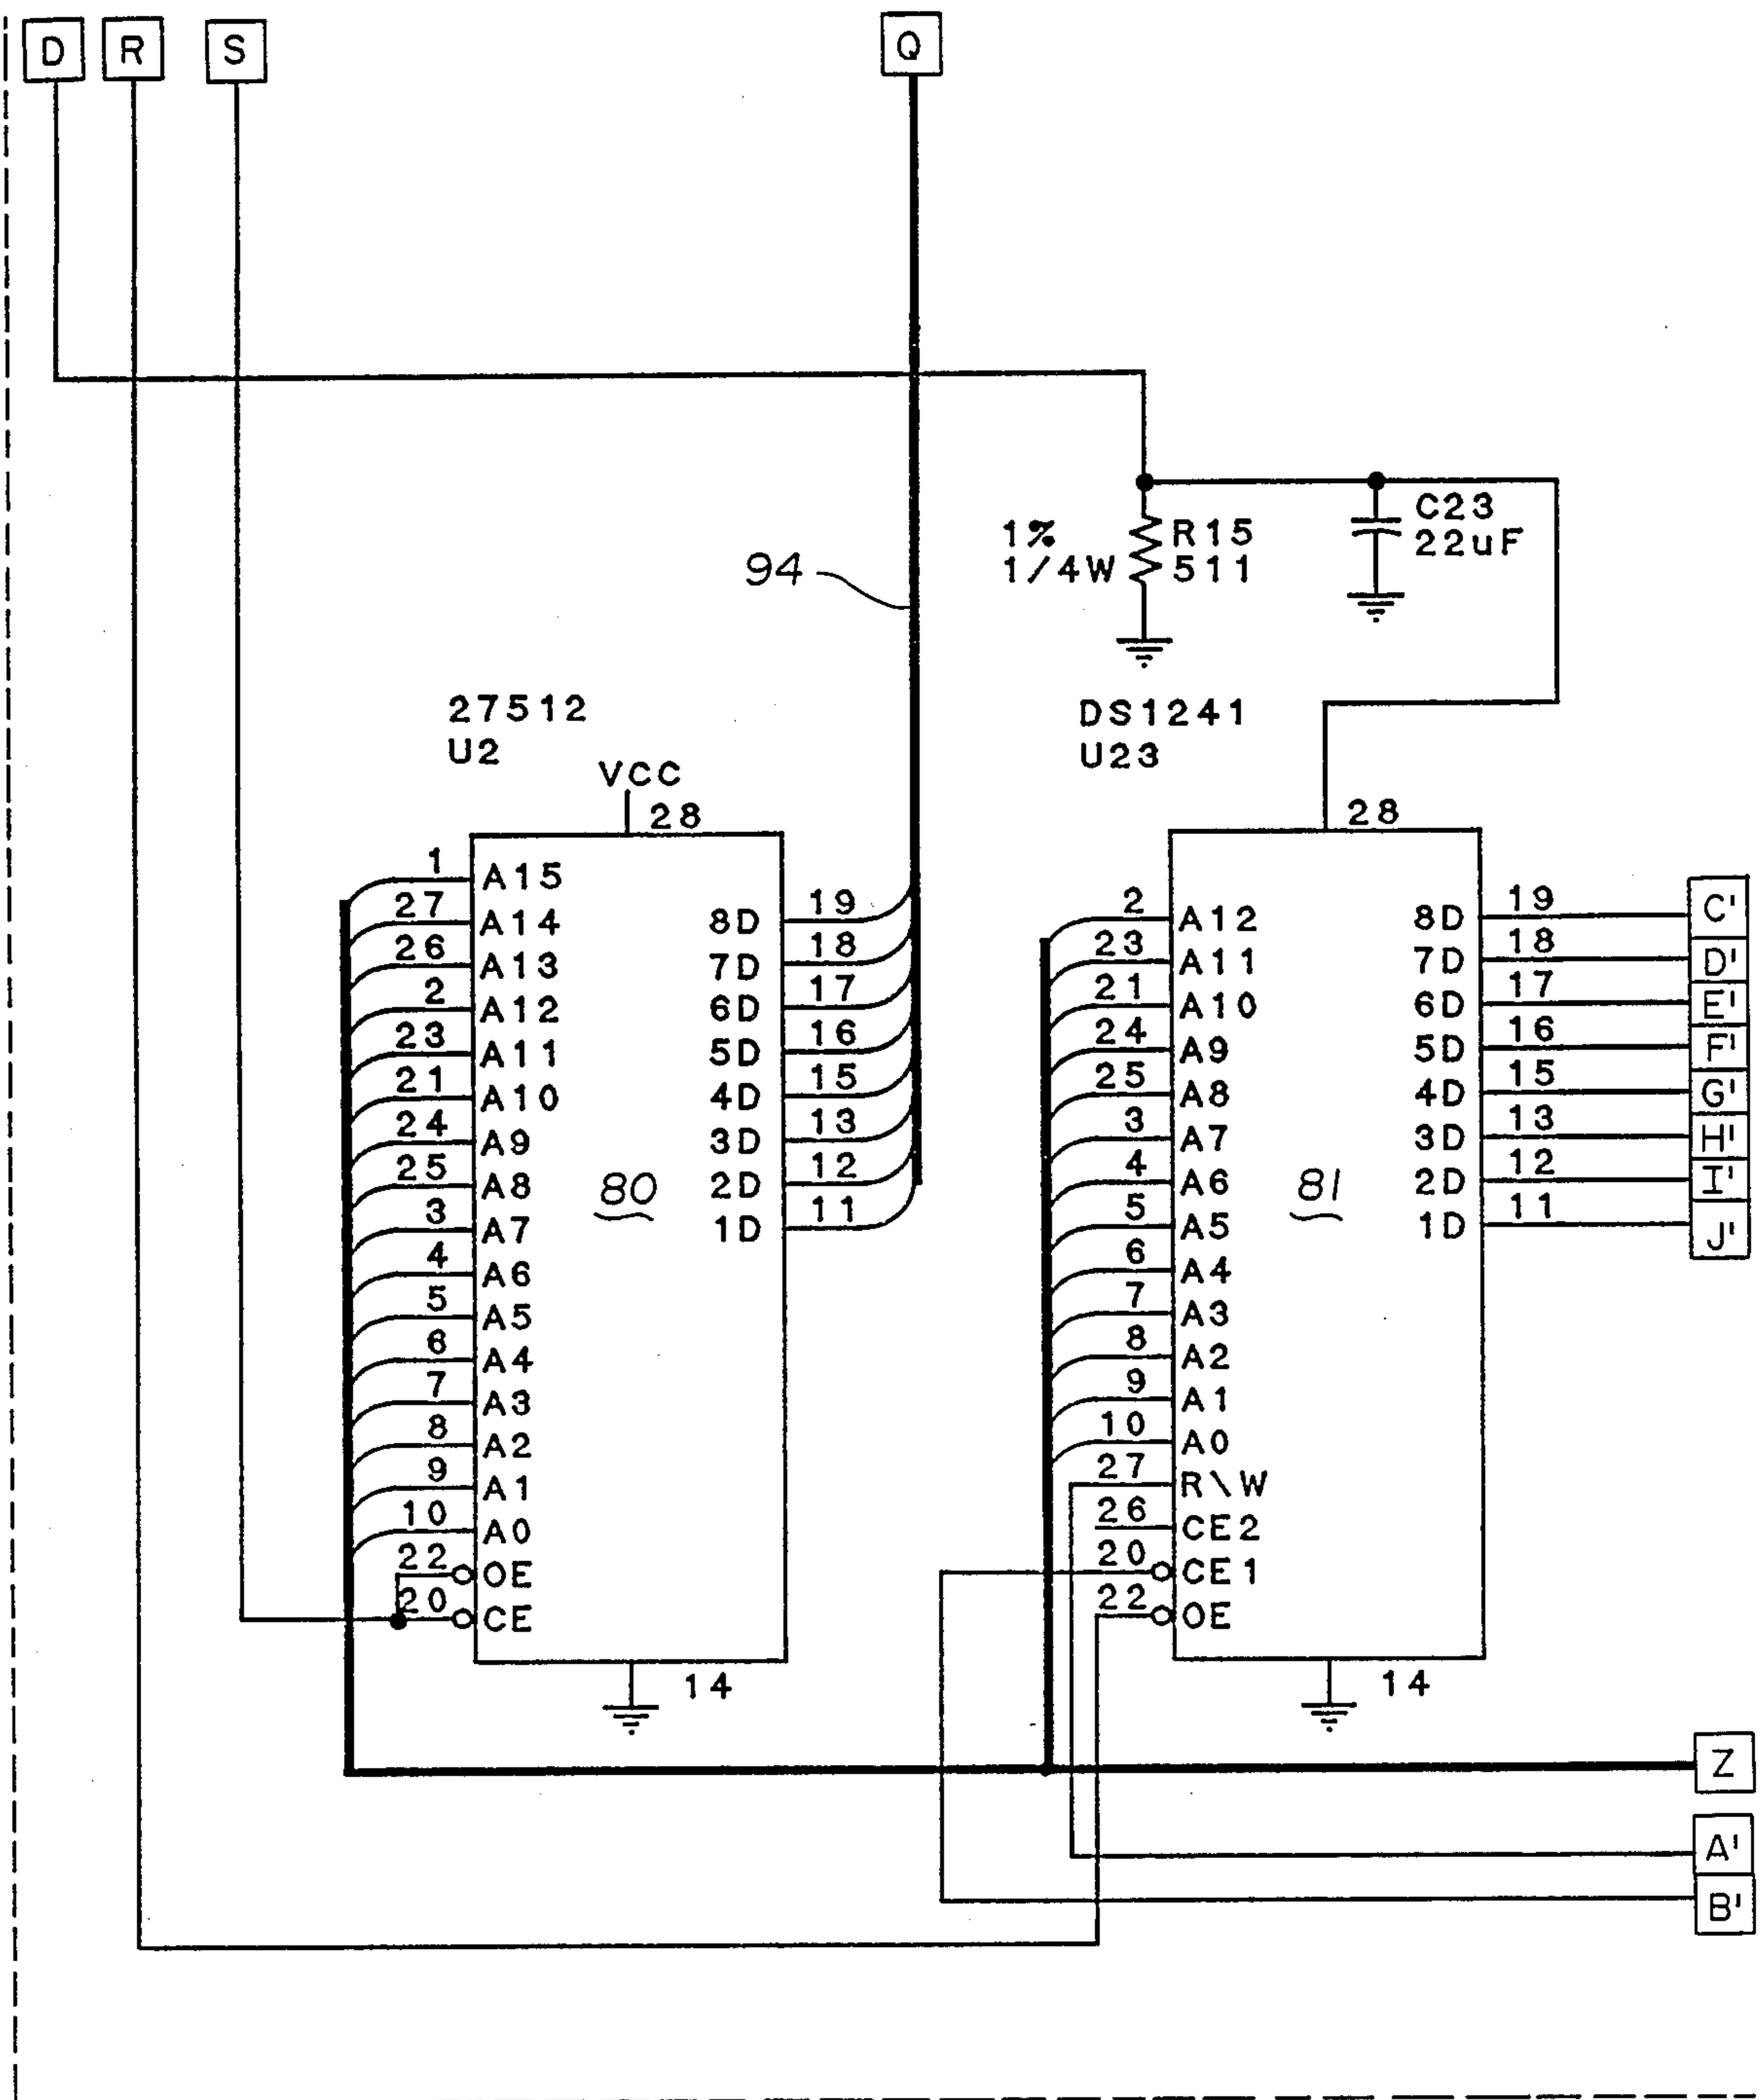 D R S Q
1% R15
1/4W 511
C23
22uF
94
27512
U2
VCC
28
1 A15
27 A14
26 A13
2 A12
23 A11
21 A10
24 A9
25 A8
3 A7
4 A6
5 A5
6 A4
7 A3
8 A2
9 A1
10 A0
22 OE
20 CE
80
8D 19
7D 18
6D 17
5D 16
4D 15
3D 13
2D 12
1D 11
14
DS1241
U23
28
2 A12
23 A11
21 A10
24 A9
25 A8
3 A7
4 A6
5 A5
6 A4
7 A3
8 A2
9 A1
10 A0
27 R\W
26 CE2
20 CE1
22 OE
81
8D 19 C'
7D 18 D'
6D 17 E'
5D 16 F'
4D 15 G'
3D 13 H'
2D 12 I'
1D 11 J'
14
Z
A'
B'